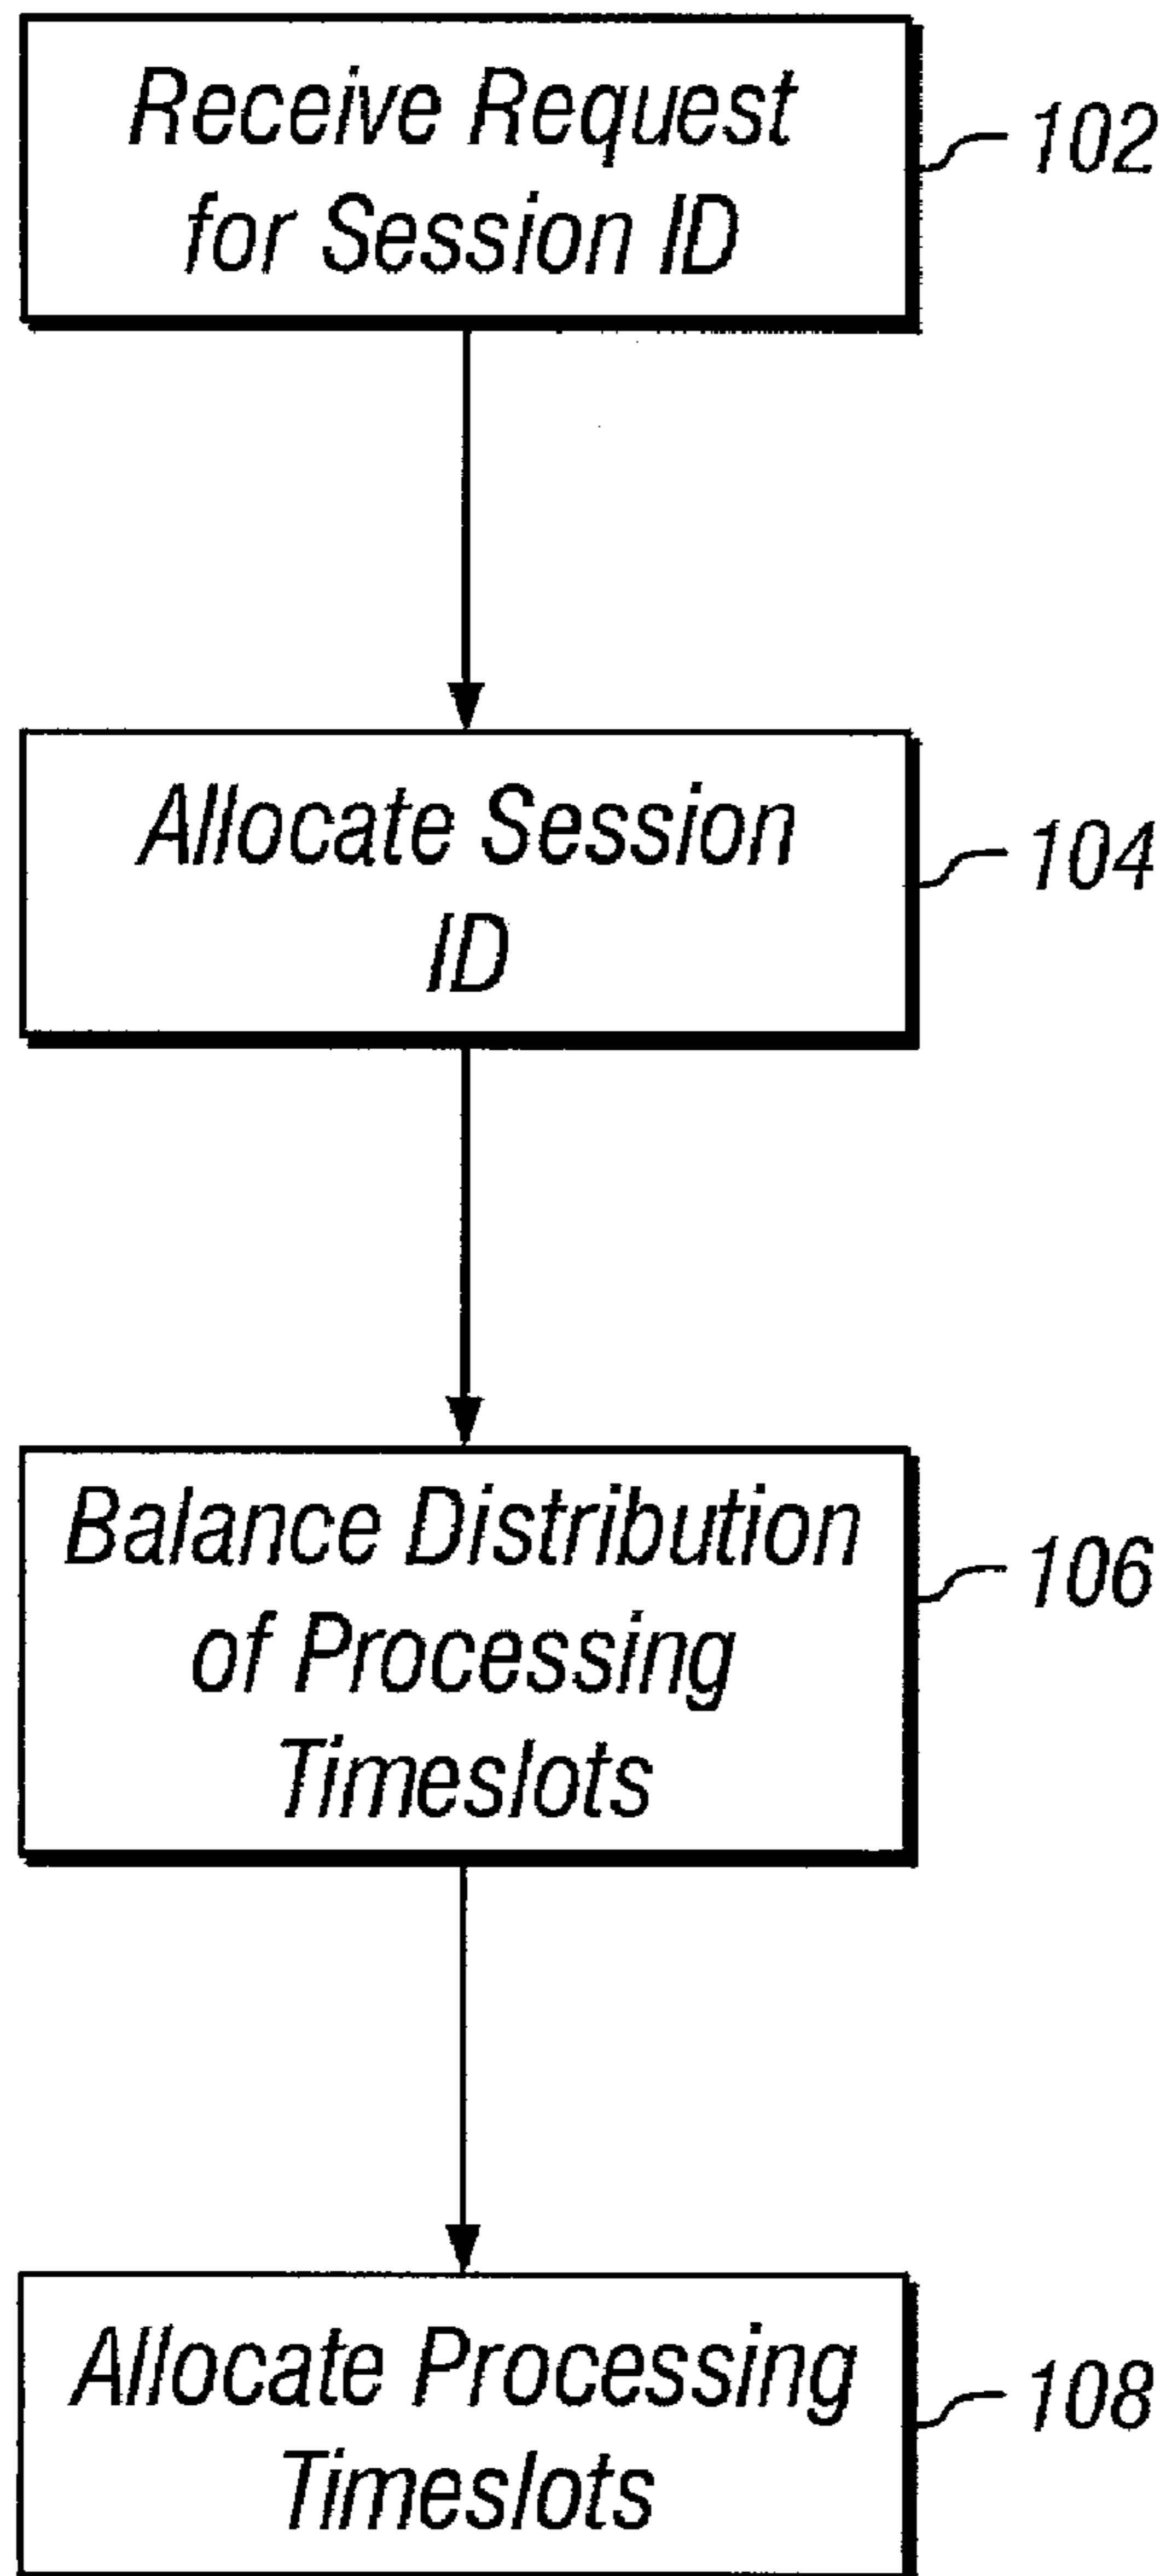 Receive Request
for Session ID
102
Allocate Session
ID
104
Balance Distribution
of Processing
Timeslots
106
Allocate Processing
Timeslots
108